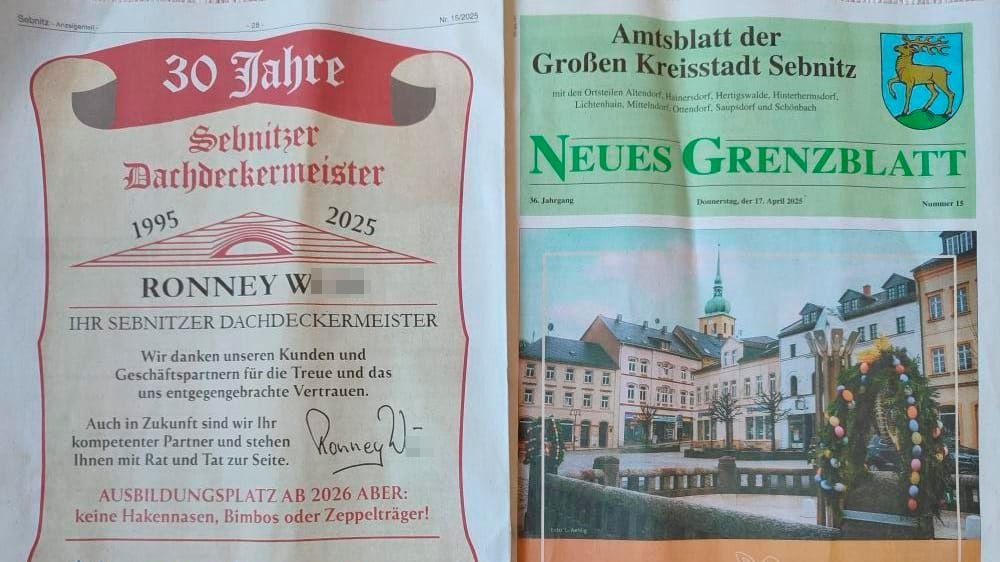 Sebnitz - Anzeigenteil -
- 28 -
Nr. 15/2025
30 Jahre
Sebnitzer
Dachdeckermeister
1995
2025
RONNEY W
IHR SEBNITZER DACHDECKERMEISTER
Wir danken unseren Kunden und
Geschäftspartnern für die Treue und das
uns entgegengebrachte Vertrauen.
Auch in Zukunft sind wir Ihr
kompetenter Partner und stehen
Ihnen mit Rat und Tat zur Seite.
Ronney W
AUSBILDUNGSPLATZ AB 2026 ABER:
keine Hakennasen, Bimbos oder Zeppelträger!
Amtsblatt der
Großen Kreisstadt Sebnitz
mit den Ortsteilen Altendorf, Hainersdorf, Hertigswalde, Hinterhermsdorf,
Lichtenhain, Mittelndorf, Ottendorf, Saupsdorf und Schönbach
NEUES GRENZBLATT
36. Jahrgang
Donnerstag, der 17. April 2025
Nummer 15